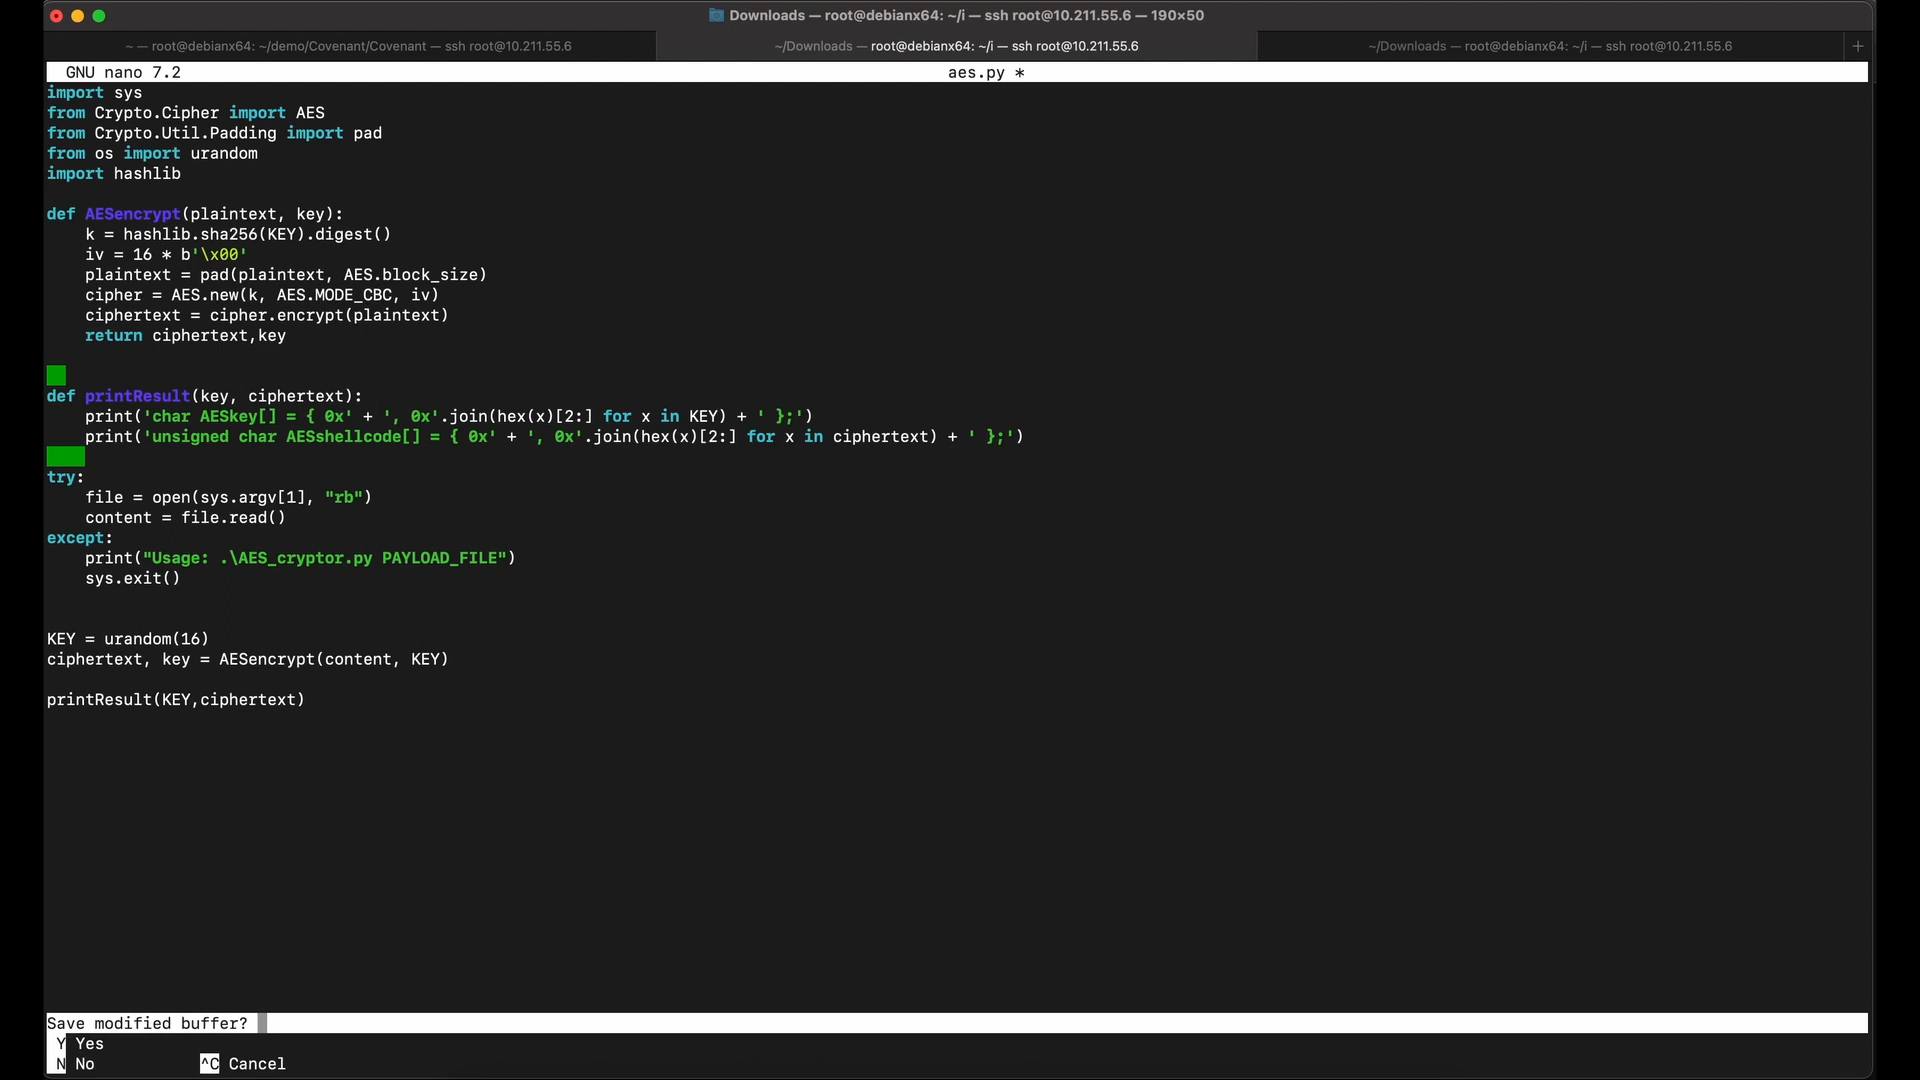 Downloads — root@debianx64: ~/i — ssh root@10.211.55.6 — 190×50
~ — root@debianx64: ~/demo/Covenant/Covenant — ssh root@10.211.55.6
~/Downloads — root@debianx64: ~/i — ssh root@10.211.55.6
~/Downloads — root@debianx64: ~/i — ssh root@10.211.55.6
+
GNU nano 7.2
aes.py *
import sys
from Crypto.Cipher import AES
from Crypto.Util.Padding import pad
from os import urandom
import hashlib
def AESencrypt(plaintext, key):
    k = hashlib.sha256(KEY).digest()
    iv = 16 * b'\x00'
    plaintext = pad(plaintext, AES.block_size)
    cipher = AES.new(k, AES.MODE_CBC, iv)
    ciphertext = cipher.encrypt(plaintext)
    return ciphertext,key
def printResult(key, ciphertext):
    print('char AESkey[] = { 0x' + ', 0x'.join(hex(x)[2:] for x in KEY) + ' };')
    print('unsigned char AESshellcode[] = { 0x' + ', 0x'.join(hex(x)[2:] for x in ciphertext) + ' };')
try:
    file = open(sys.argv[1], "rb")
    content = file.read()
except:
    print("Usage: .\AES_cryptor.py PAYLOAD_FILE")
    sys.exit()
KEY = urandom(16)
ciphertext, key = AESencrypt(content, KEY)
printResult(KEY,ciphertext)
Save modified buffer?
Y Yes
N No ^C Cancel